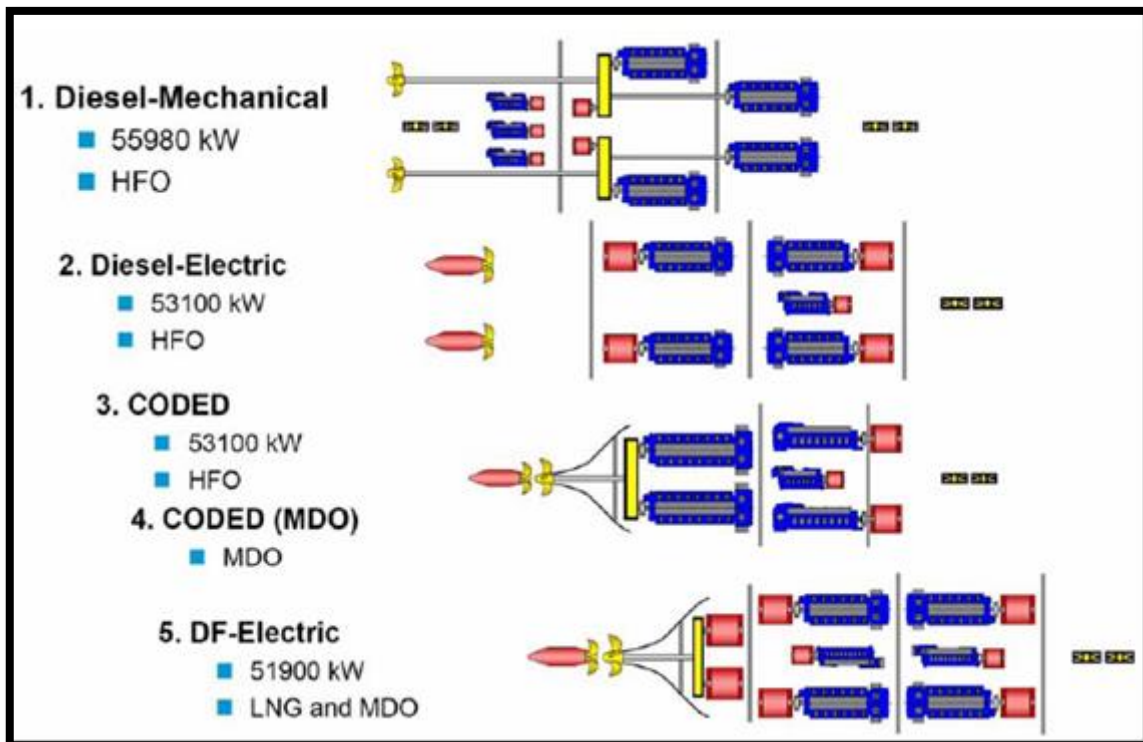 1. Diesel-Mechanical
55980 kW
HFO
2. Diesel-Electric
53100 kW
HFO
3. CODED
53100 kW
HFO
4. CODED (MDO)
MDO
5. DF-Electric
51900 kW
LNG and MDO